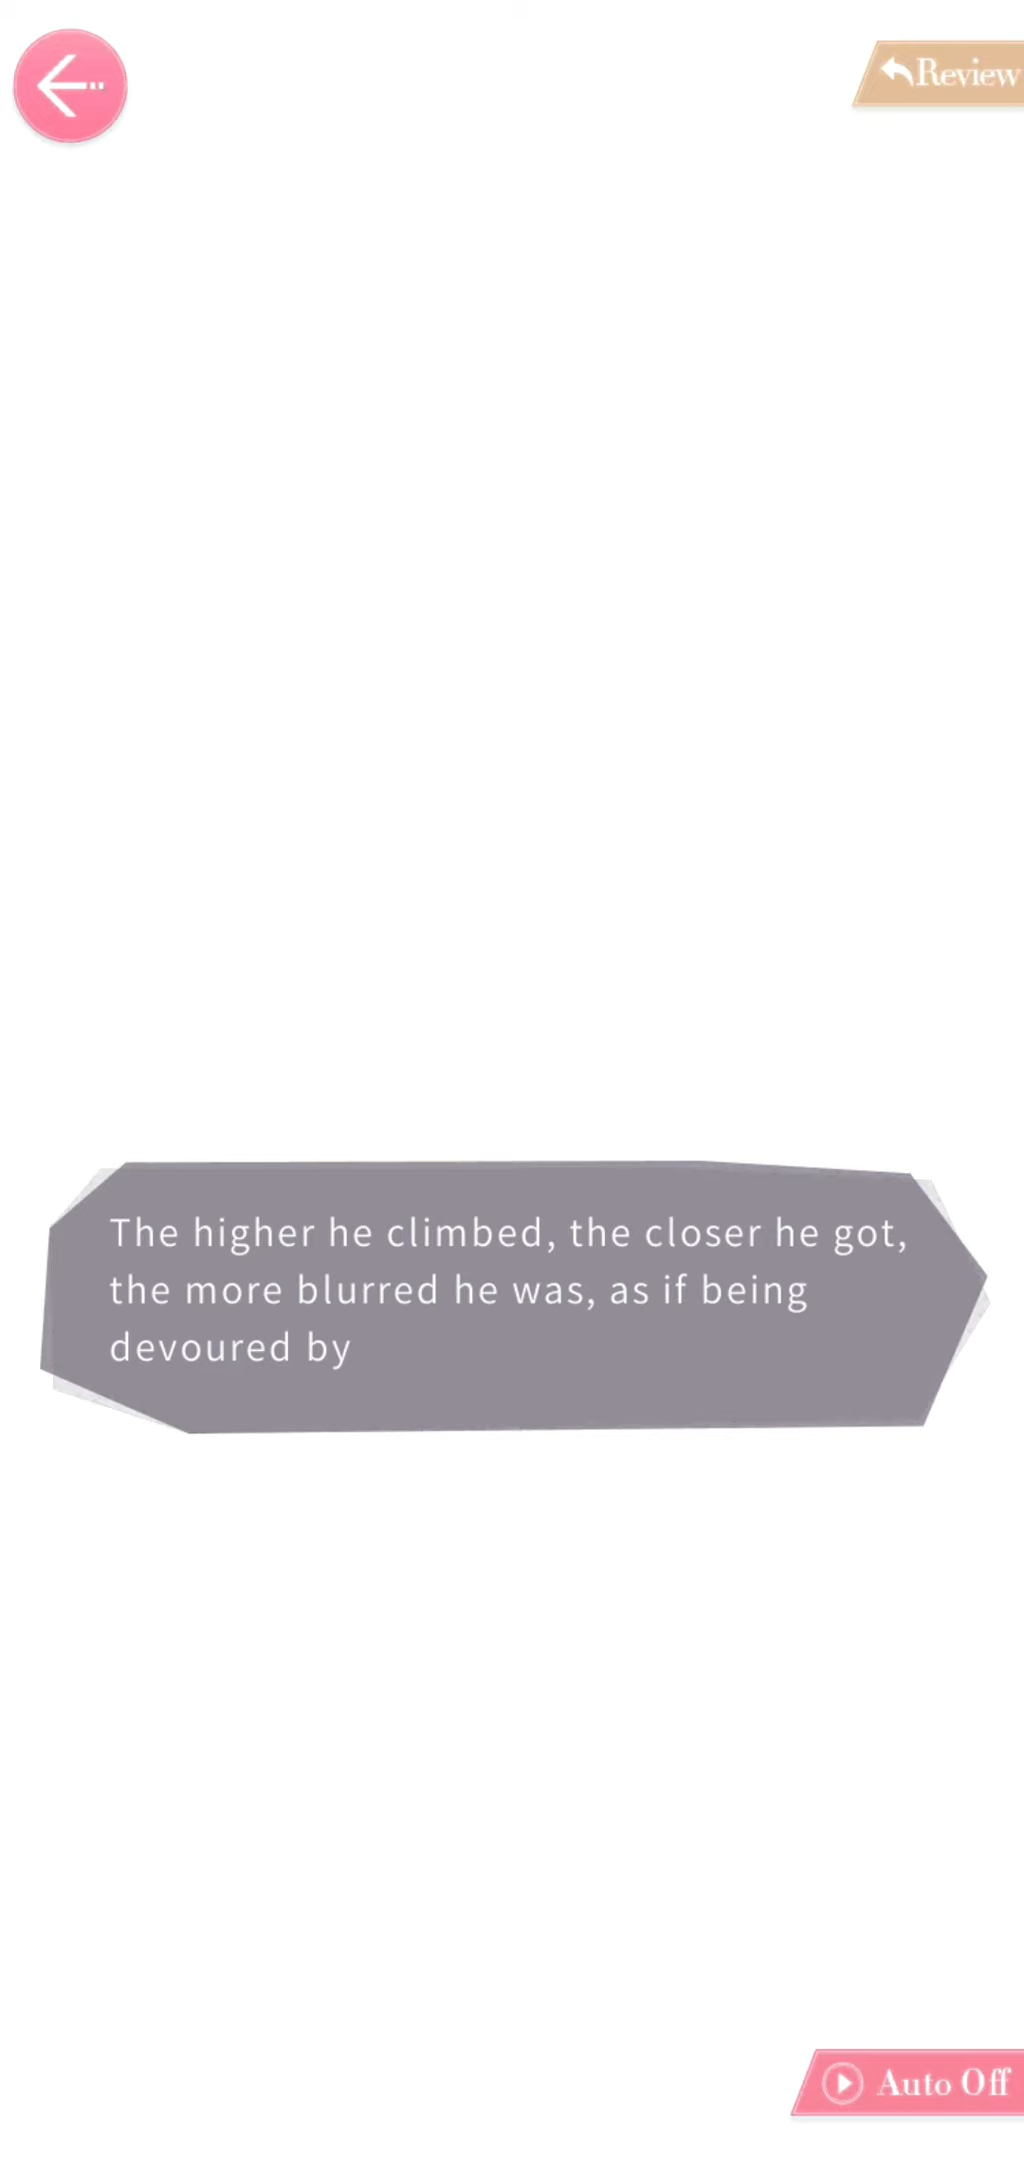 Review
The higher he climbed, the closer he got,
the more blurred he was, as if being
devoured by
Auto Off